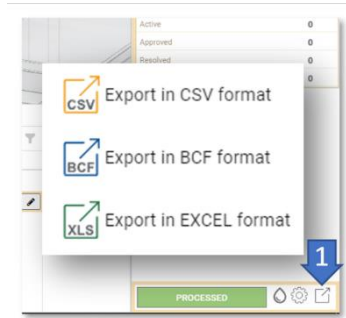 Active 0
Approved 0
Resolved 0
0
CSV Export in CSV format
BCF Export in BCF format
XLS Export in EXCEL format
1
PROCESSED